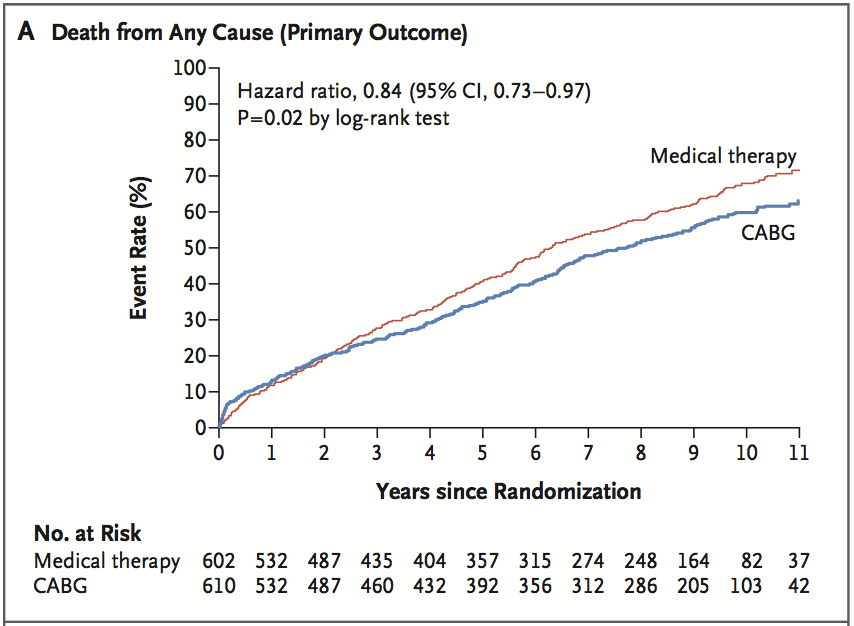 A Death from Any Cause (Primary Outcome)
Hazard ratio, 0.84 (95% CI, 0.73–0.97)
P=0.02 by log-rank test
Event Rate (%)
100
90
80
70
60
50
40
30
20
10
0
Medical therapy
CABG
0 1 2 3 4 5 6 7 8 9 10 11
Years since Randomization
No. at Risk
Medical therapy 602 532 487 435 404 357 315 274 248 164 82 37
CABG 610 532 487 460 432 392 356 312 286 205 103 42